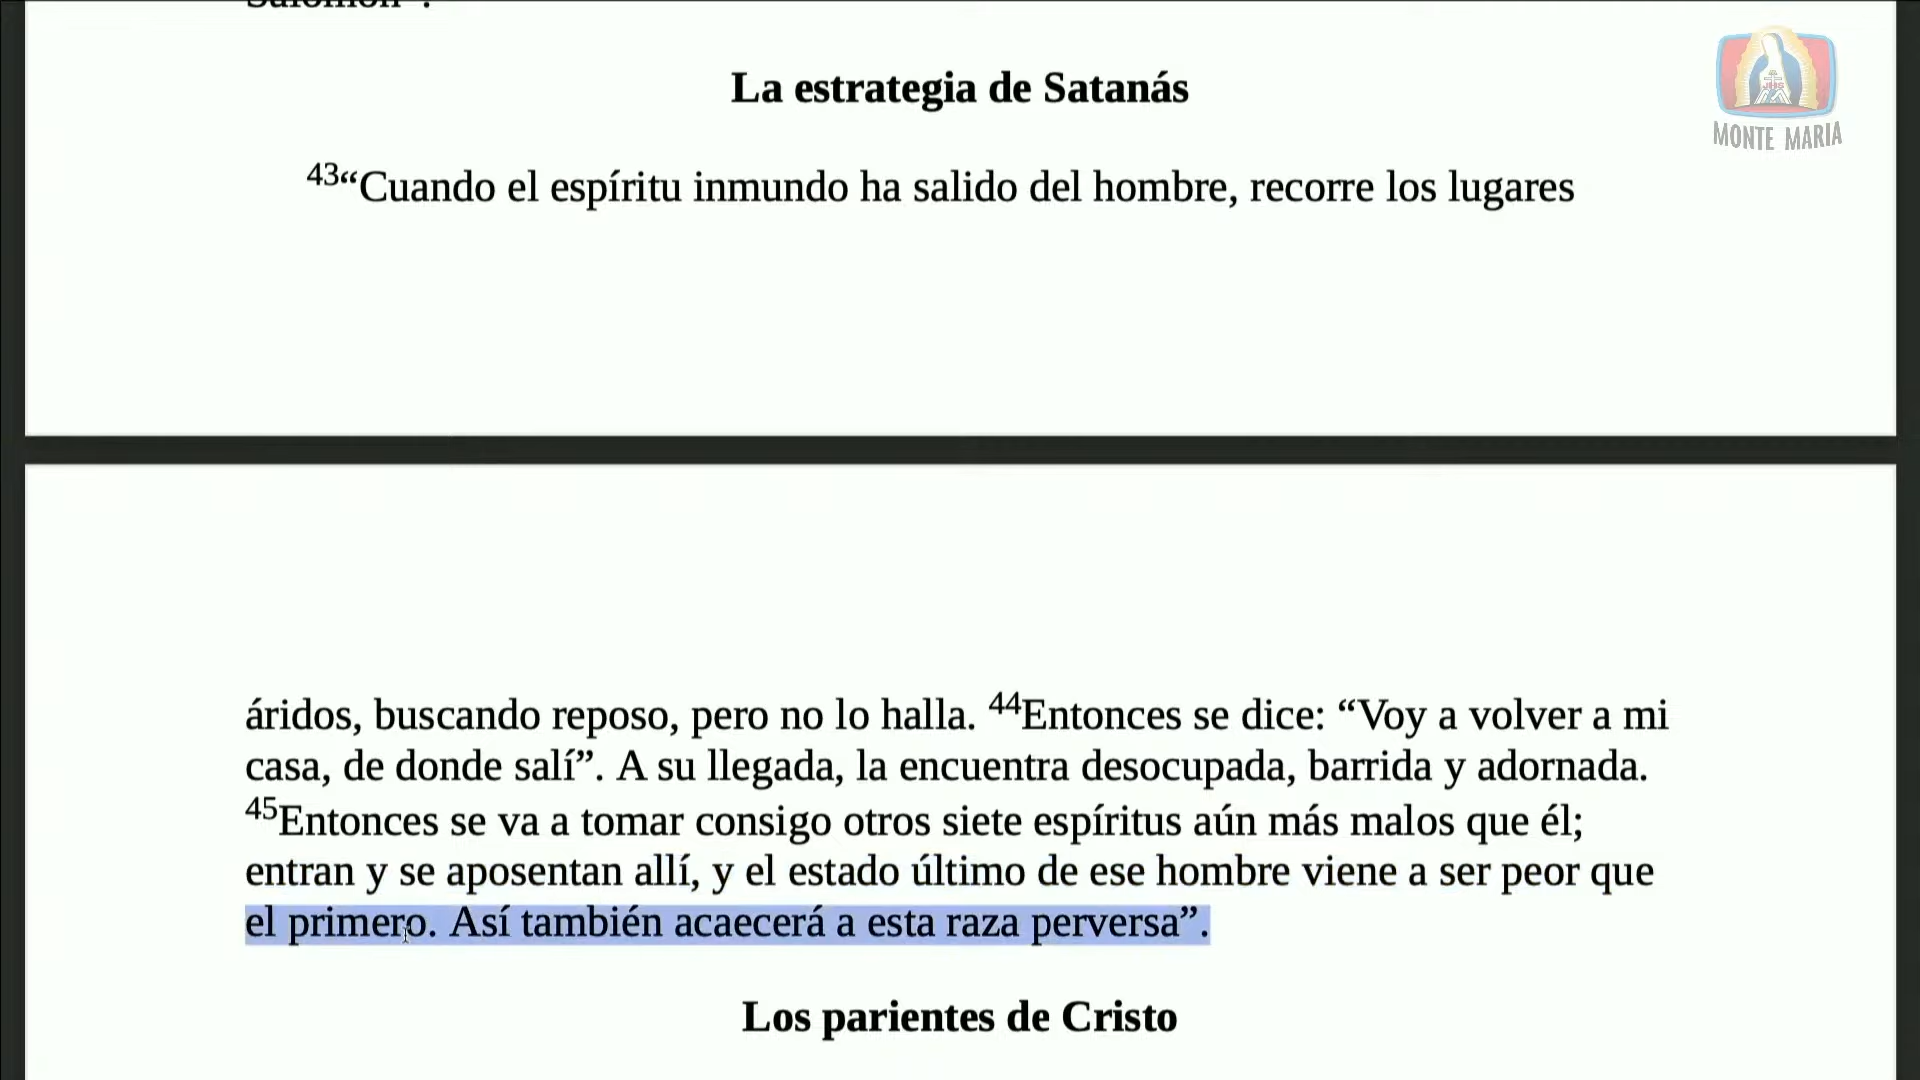 Salomón”.
La estrategia de Satanás
MONTE MARIA
43“Cuando el espíritu inmundo ha salido del hombre, recorre los lugares
áridos, buscando reposo, pero no lo halla. 44Entonces se dice: “Voy a volver a mi
casa, de donde salí”. A su llegada, la encuentra desocupada, barrida y adornada.
45Entonces se va a tomar consigo otros siete espíritus aún más malos que él;
entran y se aposentan allí, y el estado último de ese hombre viene a ser peor que
el primero. Así también acaecerá a esta raza perversa”.
Los parientes de Cristo